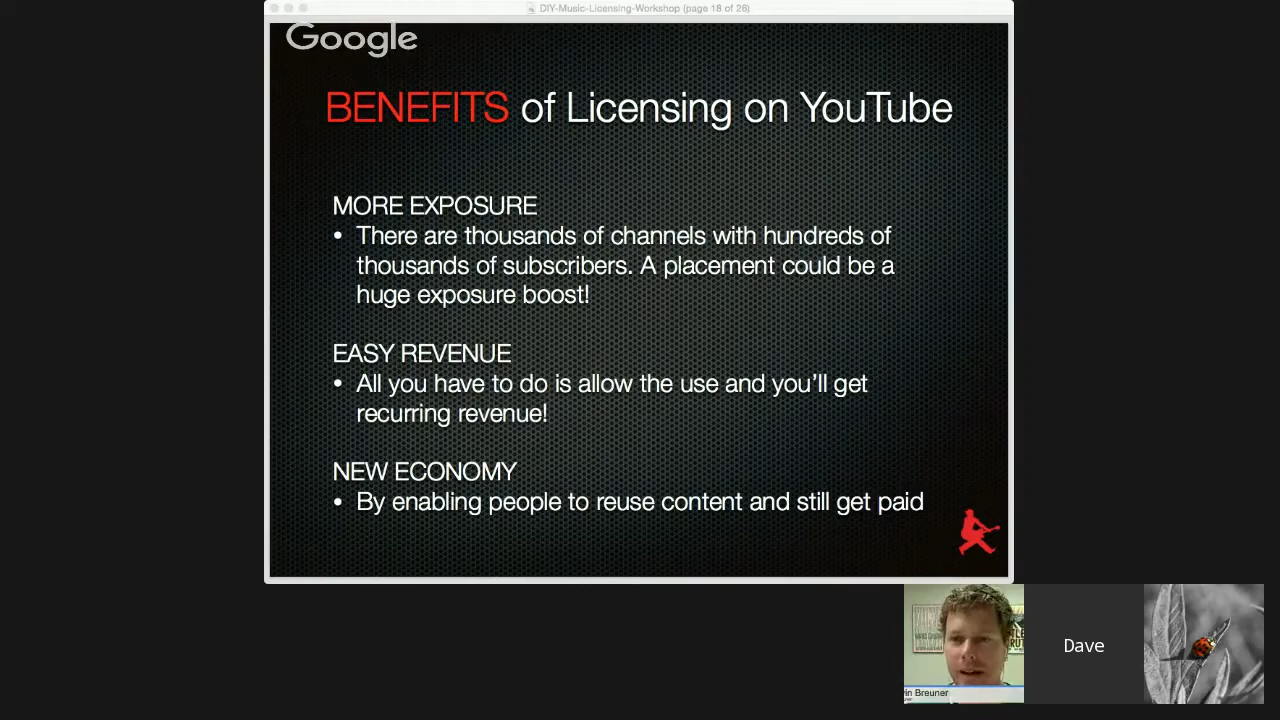 DIY-Music-Licensing-Workshop (page 18 of 26)
Google
BENEFITS of Licensing on YouTube
MORE EXPOSURE
• There are thousands of channels with hundreds of
thousands of subscribers. A placement could be a
huge exposure boost!
EASY REVENUE
• All you have to do is allow the use and you'll get
recurring revenue!
NEW ECONOMY
• By enabling people to reuse content and still get paid
Dave
in Breuner